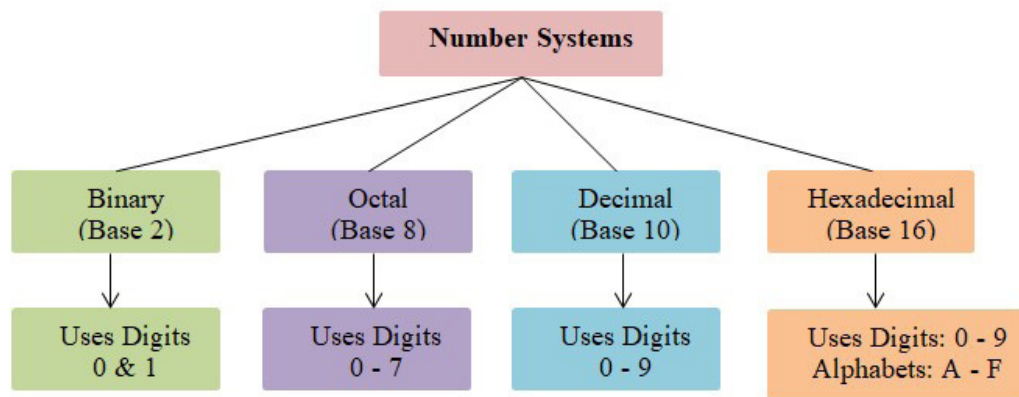 Number Systems
Binary
(Base 2)
Octal
(Base 8)
Decimal
(Base 10)
Hexadecimal
(Base 16)
Uses Digits
0 & 1
Uses Digits
0 - 7
Uses Digits
0 - 9
Uses Digits: 0 - 9
Alphabets: A - F